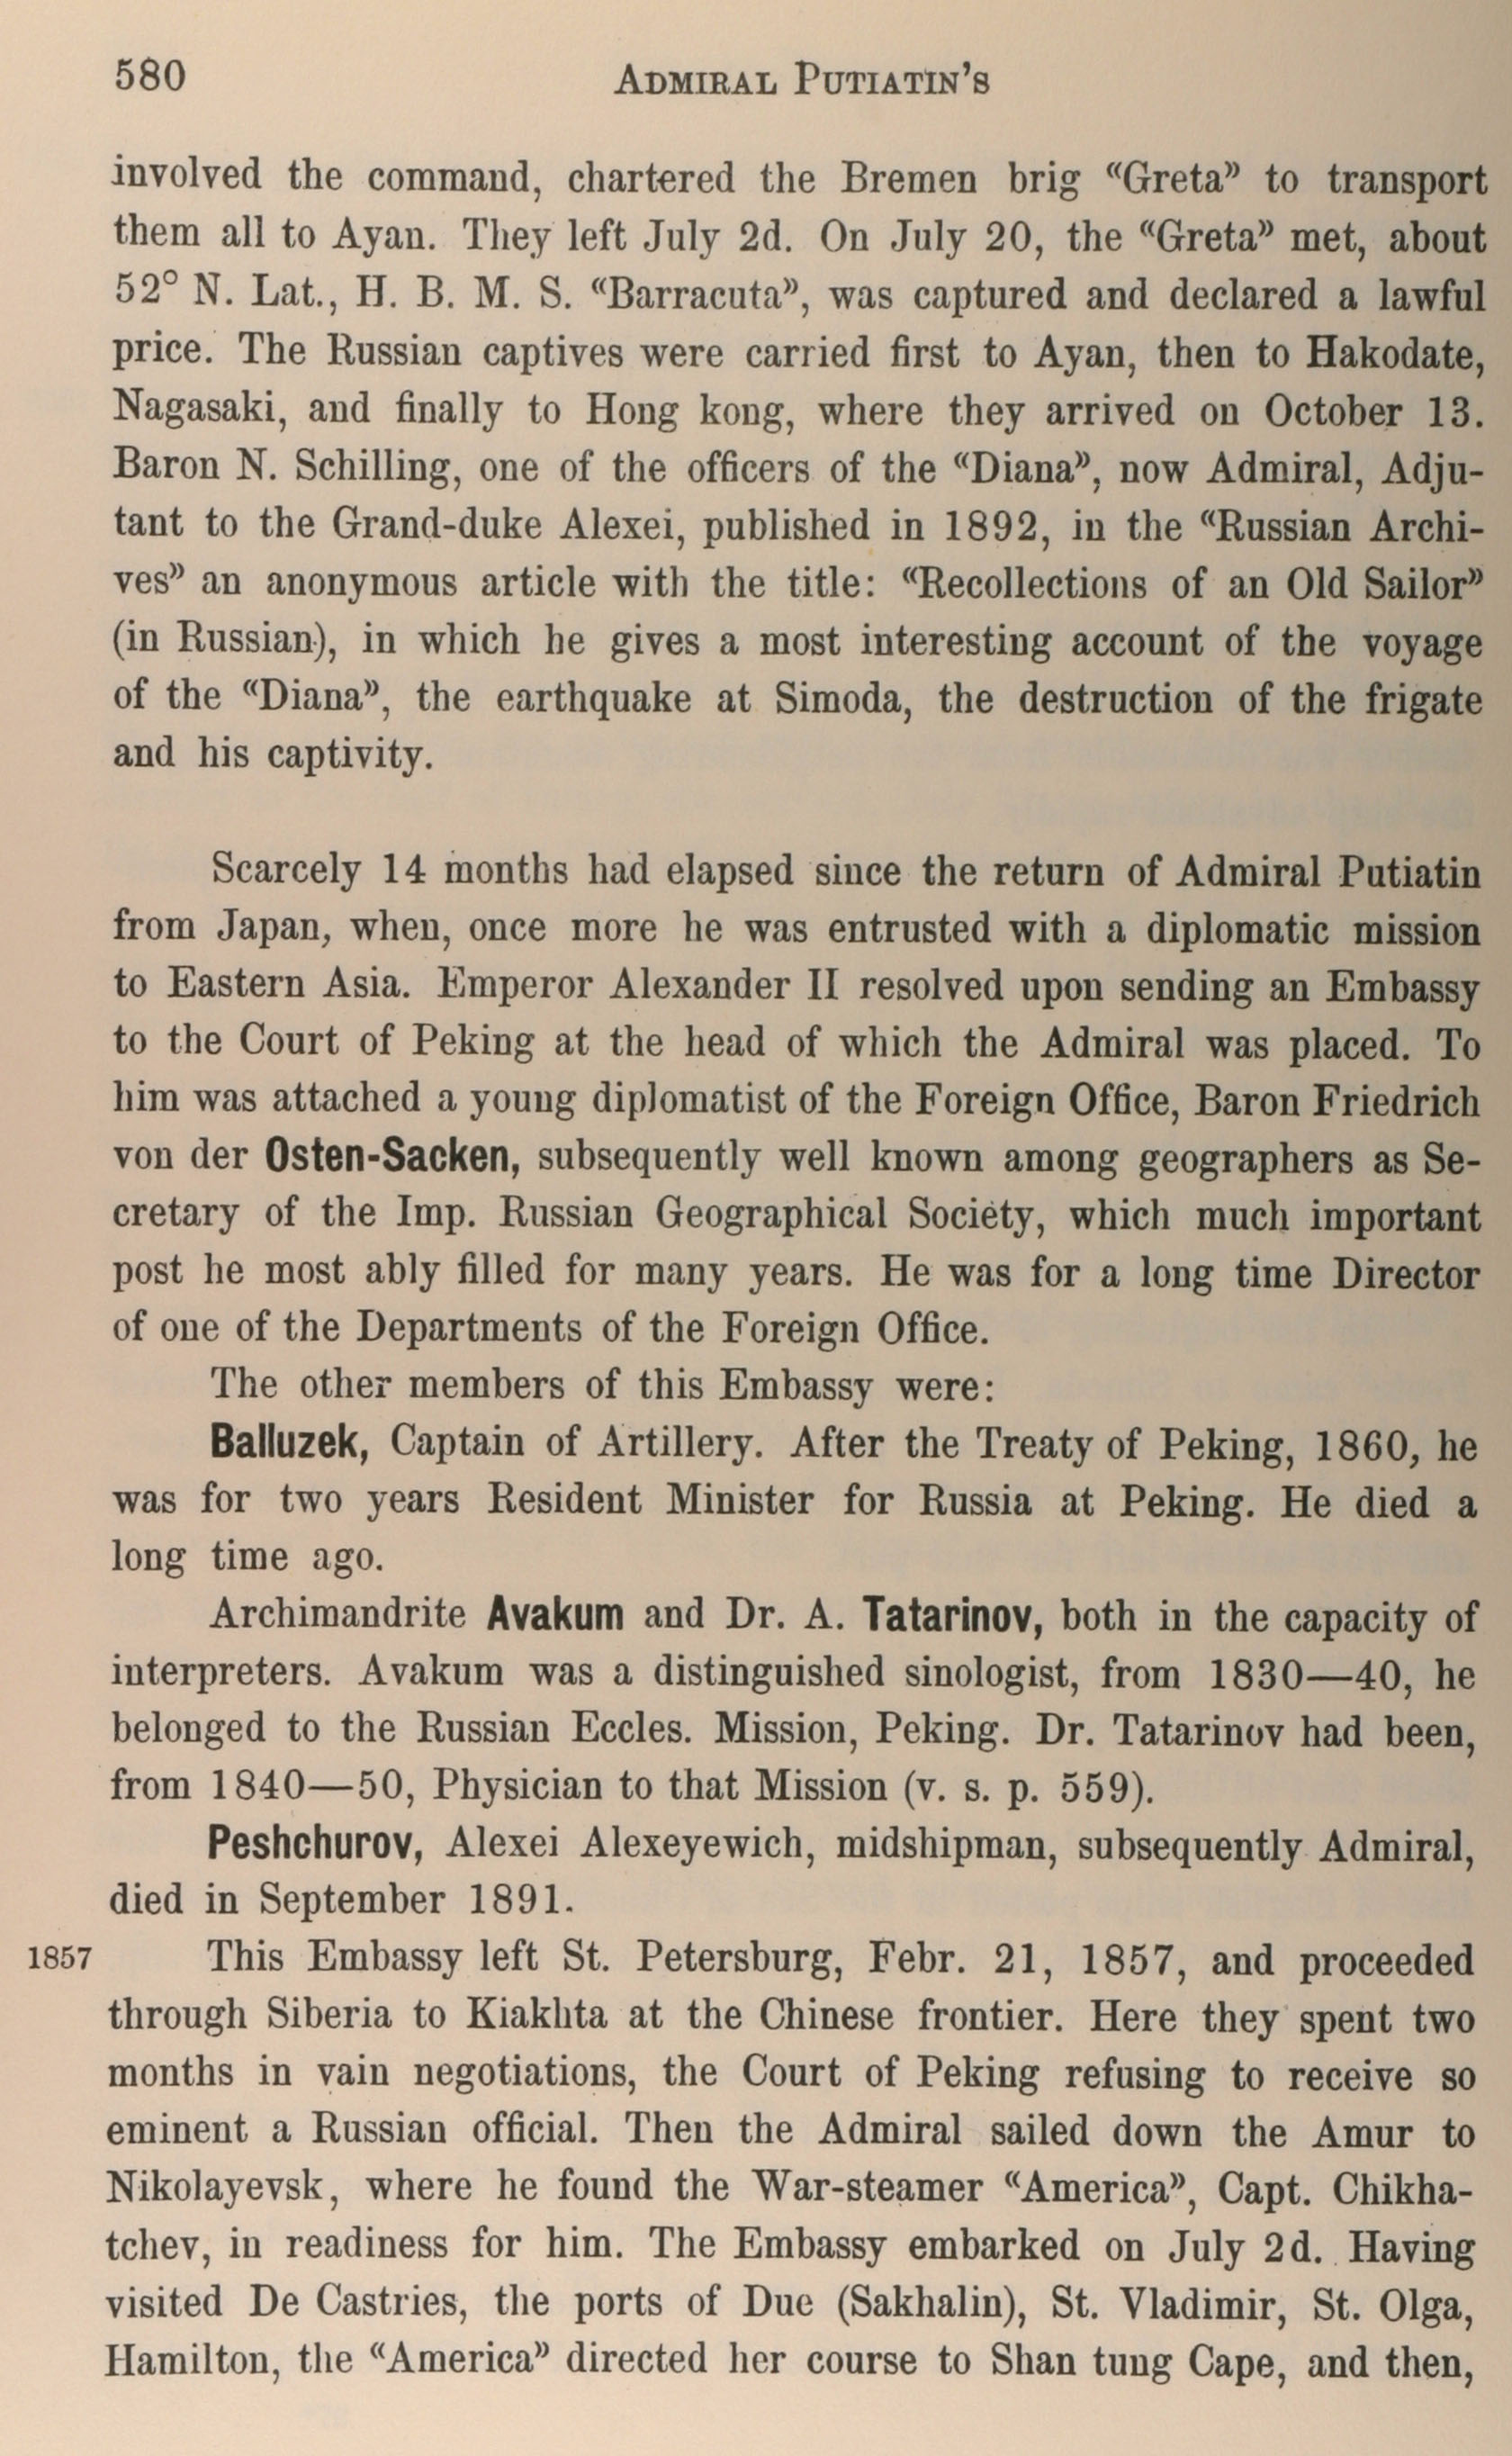 580
ADMIRAL PUTIATIN'S
involved the command, chartered the Bremen brig “Greta” to transport
them all to Ayan. They left July 2d. On July 20, the “Greta” met, about
52° N. Lat., H. B. M. S. “Barracuta”, was captured and declared a lawful
price. The Russian captives were carried first to Ayan, then to Hakodate,
Nagasaki, and finally to Hong kong, where they arrived on October 13.
Baron N. Schilling, one of the officers of the “Diana”, now Admiral, Adju-
tant to the Grand-duke Alexei, published in 1892, in the “Russian Archi-
ves” an anonymous article with the title: “Recollections of an Old Sailor”
(in Russian), in which he gives a most interesting account of the voyage
of the “Diana”, the earthquake at Simoda, the destruction of the frigate
and his captivity.
Scarcely 14 months had elapsed since the return of Admiral Putiatin
from Japan, when, once more he was entrusted with a diplomatic mission
to Eastern Asia. Emperor Alexander II resolved upon sending an Embassy
to the Court of Peking at the head of which the Admiral was placed. To
him was attached a young diplomatist of the Foreign Office, Baron Friedrich
von der Osten-Sacken, subsequently well known among geographers as Se-
cretary of the Imp. Russian Geographical Society, which much important
post he most ably filled for many years. He was for a long time Director
of one of the Departments of the Foreign Office.
The other members of this Embassy were:
Balluzek, Captain of Artillery. After the Treaty of Peking, 1860, he
was for two years Resident Minister for Russia at Peking. He died a
long time ago.
Archimandrite Avakum and Dr. A. Tatarinov, both in the capacity of
interpreters. Avakum was a distinguished sinologist, from 1830—40, he
belonged to the Russian Eccles. Mission, Peking. Dr. Tatarinov had been,
from 1840—50, Physician to that Mission (v. s. p. 559).
Peshchurov, Alexei Alexeyewich, midshipman, subsequently Admiral,
died in September 1891.
1857 This Embassy left St. Petersburg, Febr. 21, 1857, and proceeded
through Siberia to Kiakhta at the Chinese frontier. Here they spent two
months in vain negotiations, the Court of Peking refusing to receive so
eminent a Russian official. Then the Admiral sailed down the Amur to
Nikolayevsk, where he found the War-steamer “America”, Capt. Chikha-
tchev, in readiness for him. The Embassy embarked on July 2d. Having
visited De Castries, the ports of Due (Sakhalin), St. Vladimir, St. Olga,
Hamilton, the “America” directed her course to Shan tung Cape, and then,